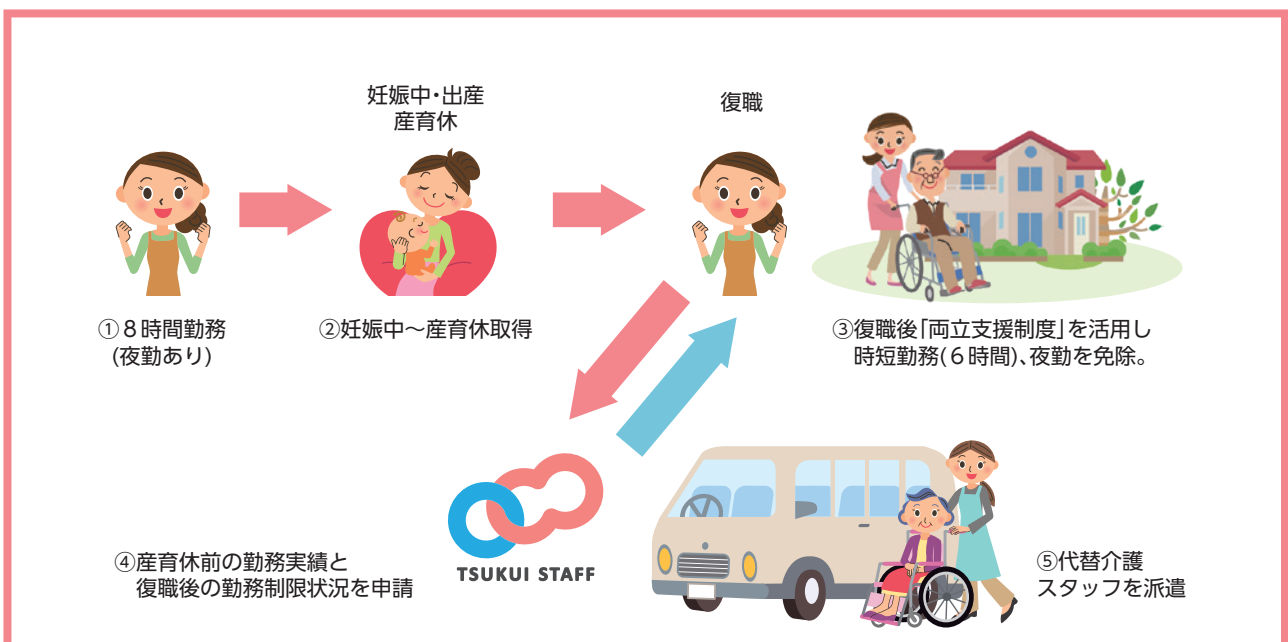 妊娠中・出産
産育休
復職
①８時間勤務
(夜勤あり)
②妊娠中～産育休取得
③復職後「両立支援制度」を活用し
時短勤務(６時間)、夜勤を免除。
④産育休前の勤務実績と
復職後の勤務制限状況を申請
TSUKUI STAFF
⑤代替介護
スタッフを派遣